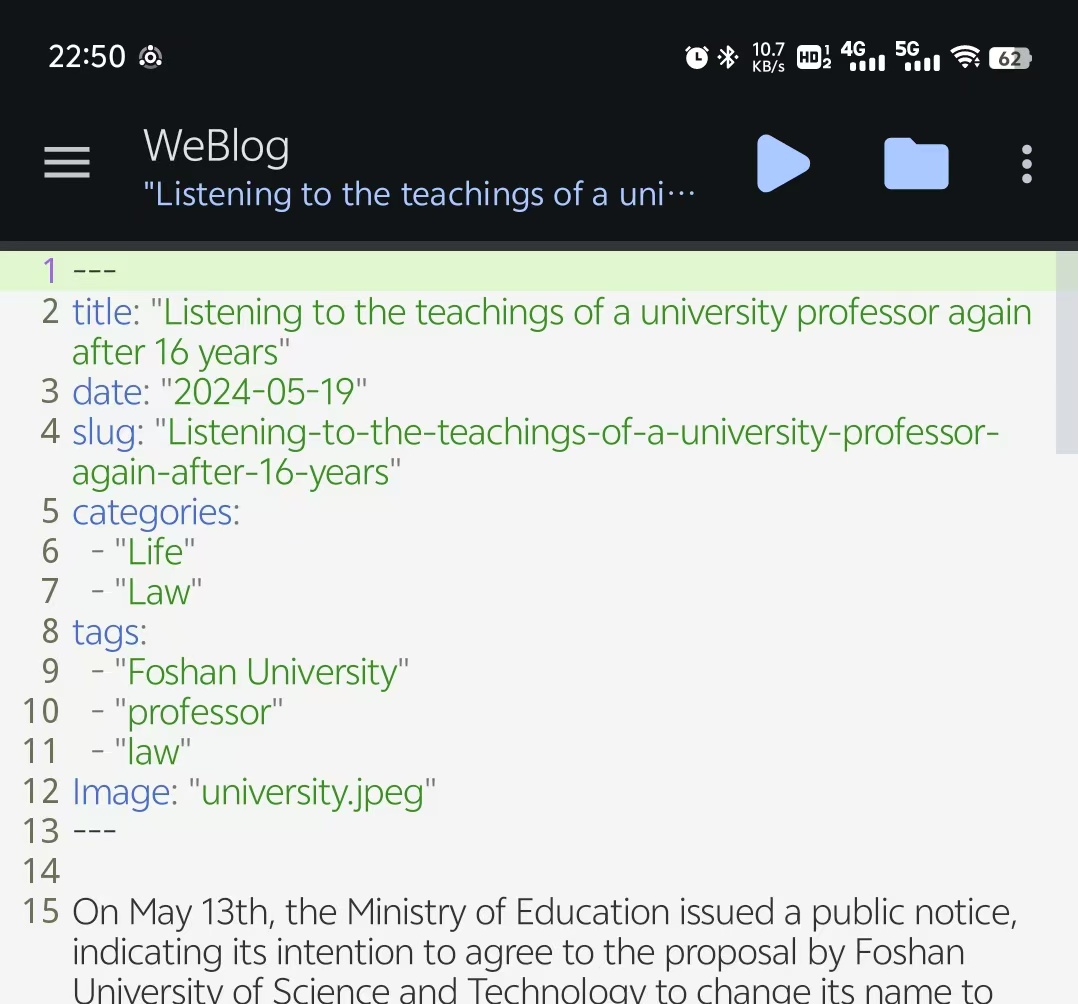 22:50
10.7 KB/s HD 1 2 4G 5G 62
WeBlog
"Listening to the teachings of a uni···
1 ---
2 title: "Listening to the teachings of a university professor again
after 16 years"
3 date: "2024-05-19"
4 slug: "Listening-to-the-teachings-of-a-university-professor-
again-after-16-years"
5 categories:
6 - "Life"
7 - "Law"
8 tags:
9 - "Foshan University"
10 - "professor"
11 - "law"
12 Image: "university.jpeg"
13 ---
14
15 On May 13th, the Ministry of Education issued a public notice,
indicating its intention to agree to the proposal by Foshan
University of Science and Technology to change its name to